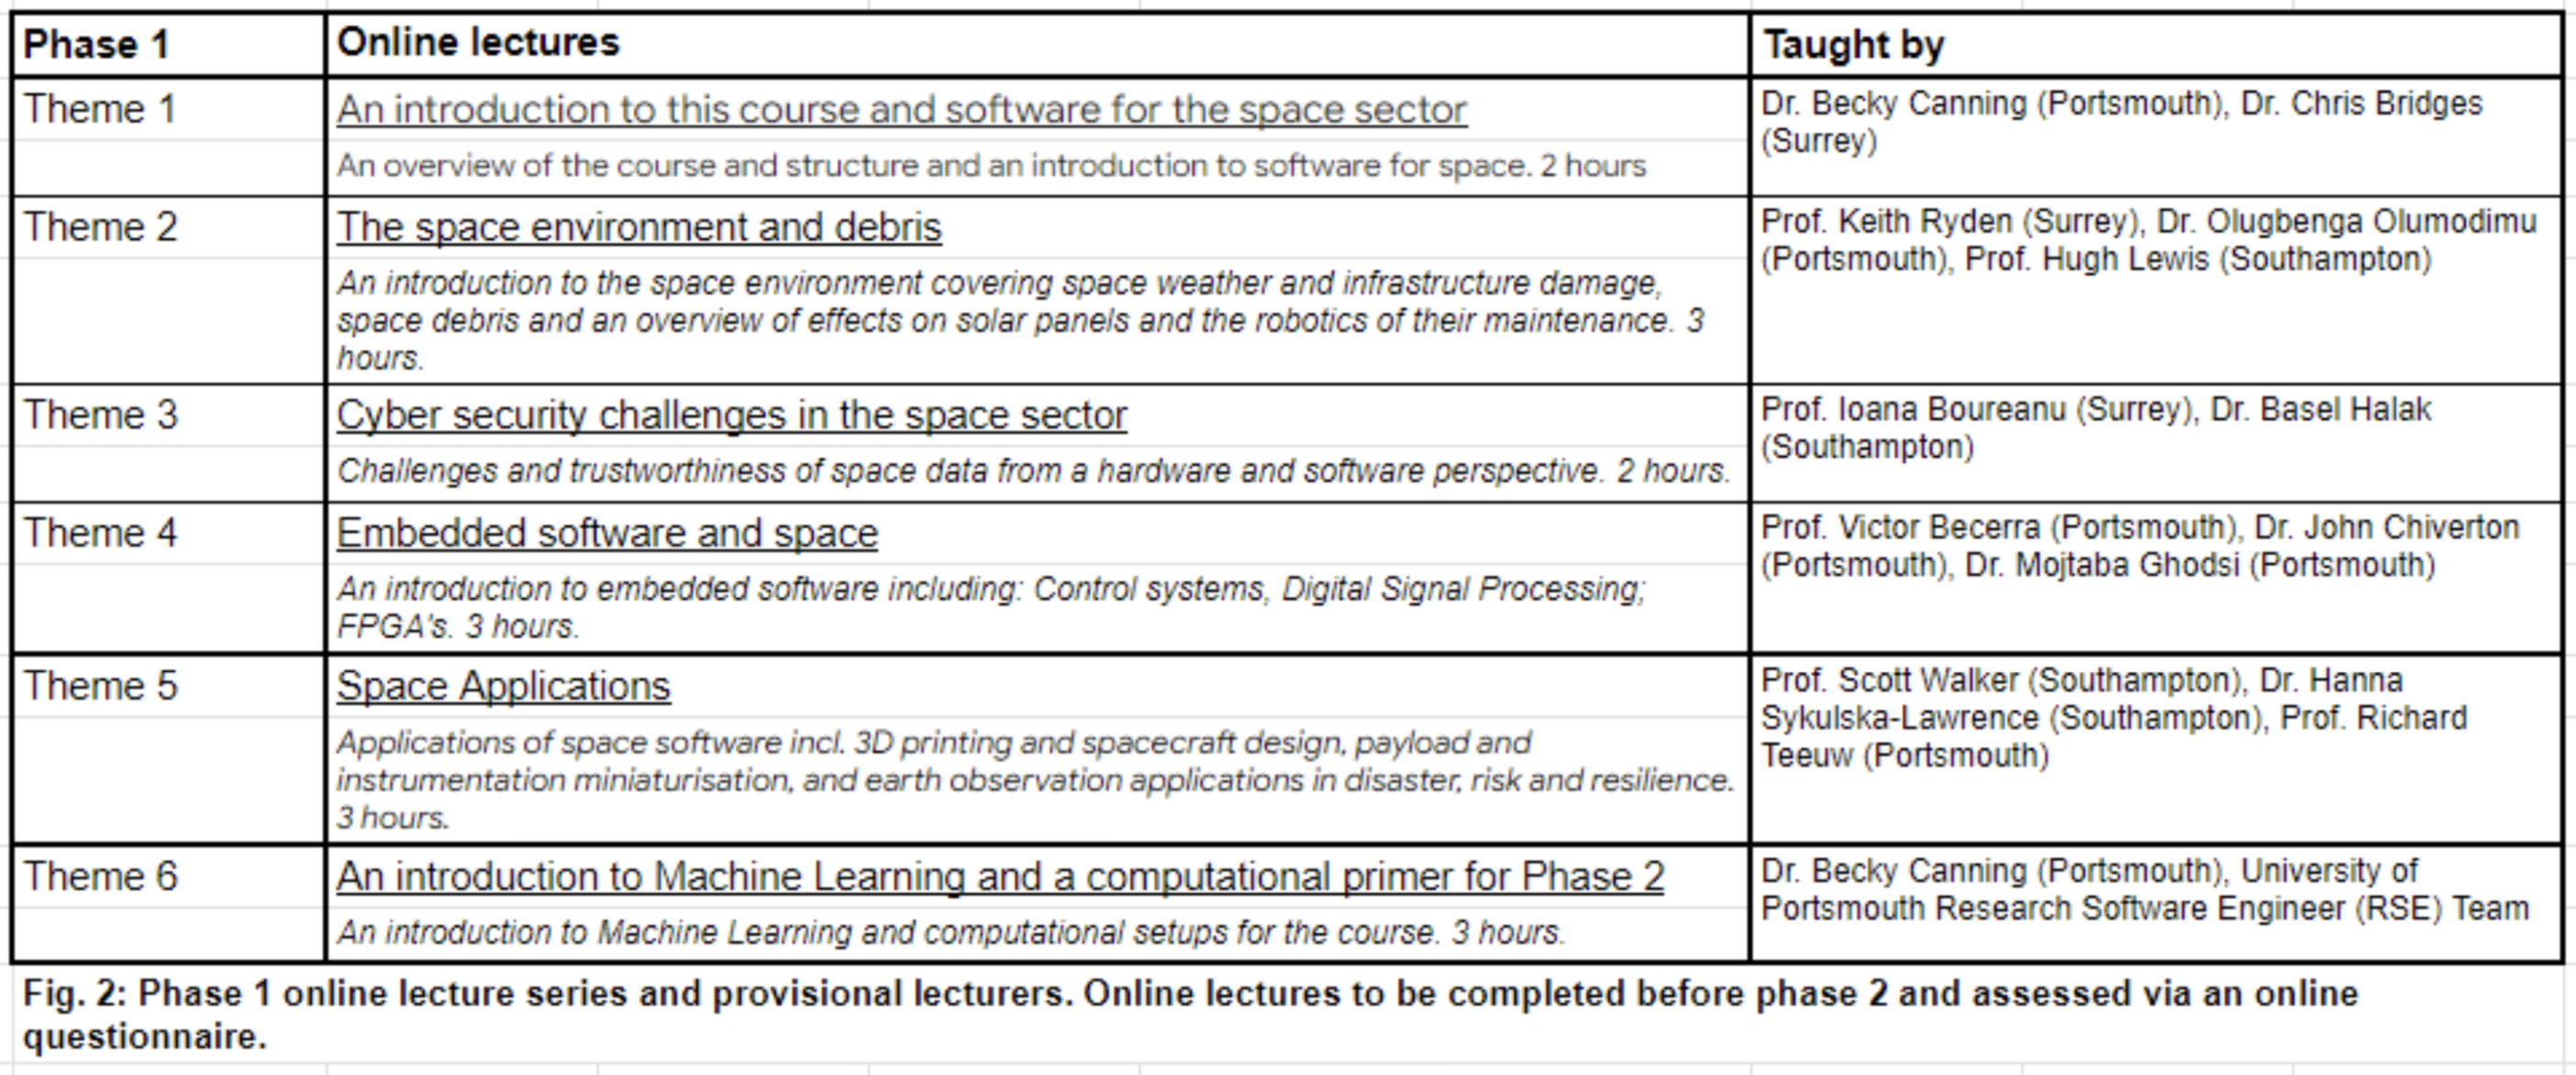 Phase 1
Online lectures
Taught by
Theme 1
An introduction to this course and software for the space sector
An overview of the course and structure and an introduction to software for space. 2 hours
Dr. Becky Canning (Portsmouth), Dr. Chris Bridges
(Surrey)
Theme 2
The space environment and debris
An introduction to the space environment covering space weather and infrastructure damage,
space debris and an overview of effects on solar panels and the robotics of their maintenance. 3
hours.
Prof. Keith Ryden (Surrey), Dr. Olugbenga Olumodimu
(Portsmouth), Prof. Hugh Lewis (Southampton)
Theme 3
Cyber security challenges in the space sector
Challenges and trustworthiness of space data from a hardware and software perspective. 2 hours.
Prof. Ioana Boureanu (Surrey), Dr. Basel Halak
(Southampton)
Theme 4
Embedded software and space
An introduction to embedded software including: Control systems, Digital Signal Processing;
FPGA's. 3 hours.
Prof. Victor Becerra (Portsmouth), Dr. John Chiverton
(Portsmouth), Dr. Mojtaba Ghodsi (Portsmouth)
Theme 5
Space Applications
Applications of space software incl. 3D printing and spacecraft design, payload and
instrumentation miniaturisation, and earth observation applications in disaster, risk and resilience.
3 hours.
Prof. Scott Walker (Southampton), Dr. Hanna
Sykulska-Lawrence (Southampton), Prof. Richard
Teeuw (Portsmouth)
Theme 6
An introduction to Machine Learning and a computational primer for Phase 2
An introduction to Machine Learning and computational setups for the course. 3 hours.
Dr. Becky Canning (Portsmouth), University of
Portsmouth Research Software Engineer (RSE) Team
Fig. 2: Phase 1 online lecture series and provisional lecturers. Online lectures to be completed before phase 2 and assessed via an online
questionnaire.